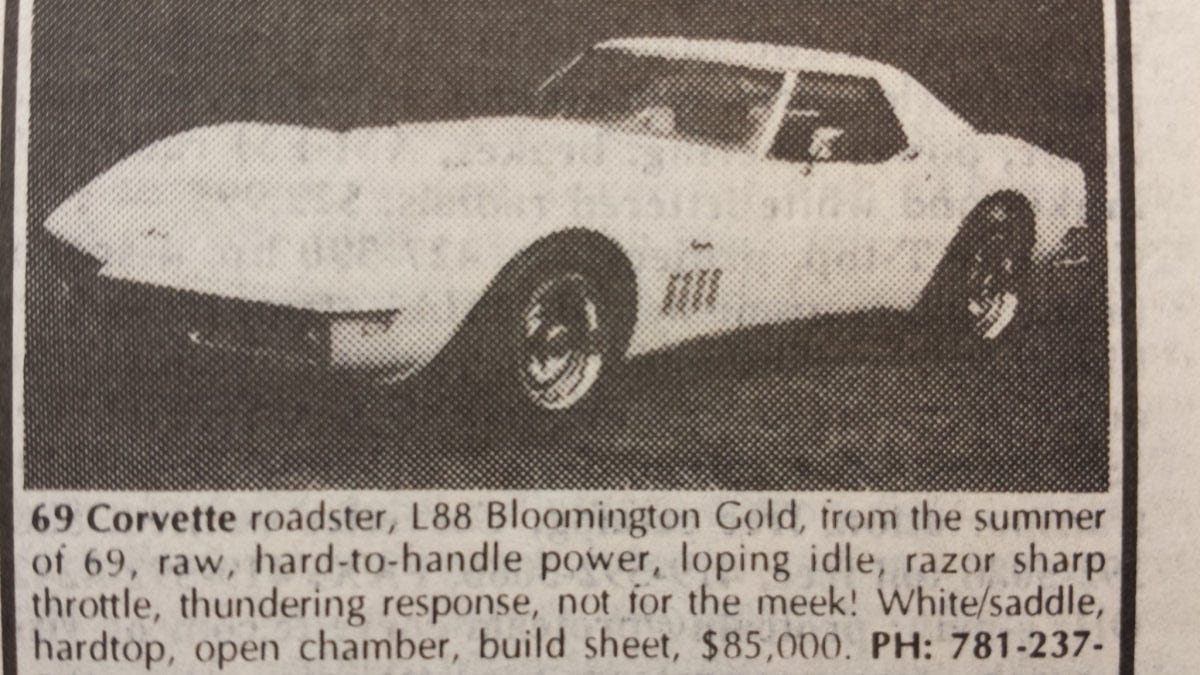 69 Corvette roadster, L88 Bloomington Gold, from the summer
of 69, raw, hard-to-handle power, loping idle, razor sharp
throttle, thundering response, not for the meek! White/saddle,
hardtop, open chamber, build sheet, $85,000. PH: 781-237-